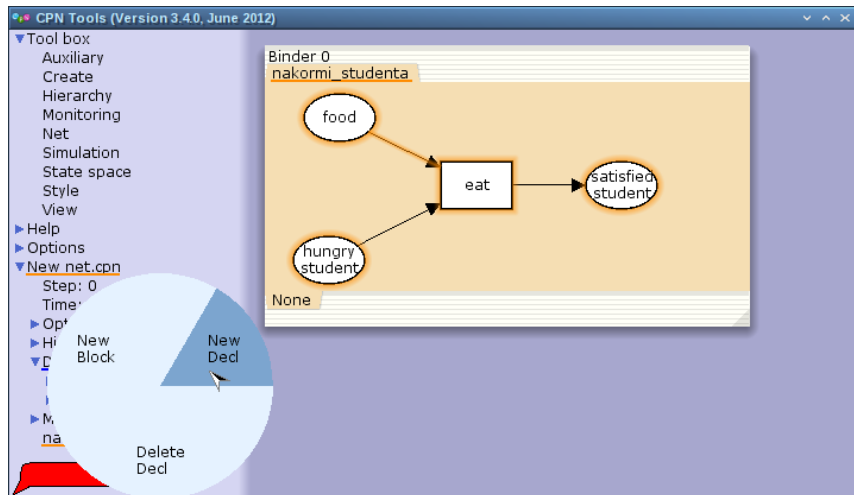 CPN Tools (Version 3.4.0, June 2012)
Tool box
Auxiliary
Create
Hierarchy
Monitoring
Net
Simulation
State space
Style
View
Help
Options
New net.cpn
Step: 0
Time:
New
Block
New
Decl
Delete
Decl
Binder 0
nakormi_studenta
food
eat
satisfied
student
hungry
student
None